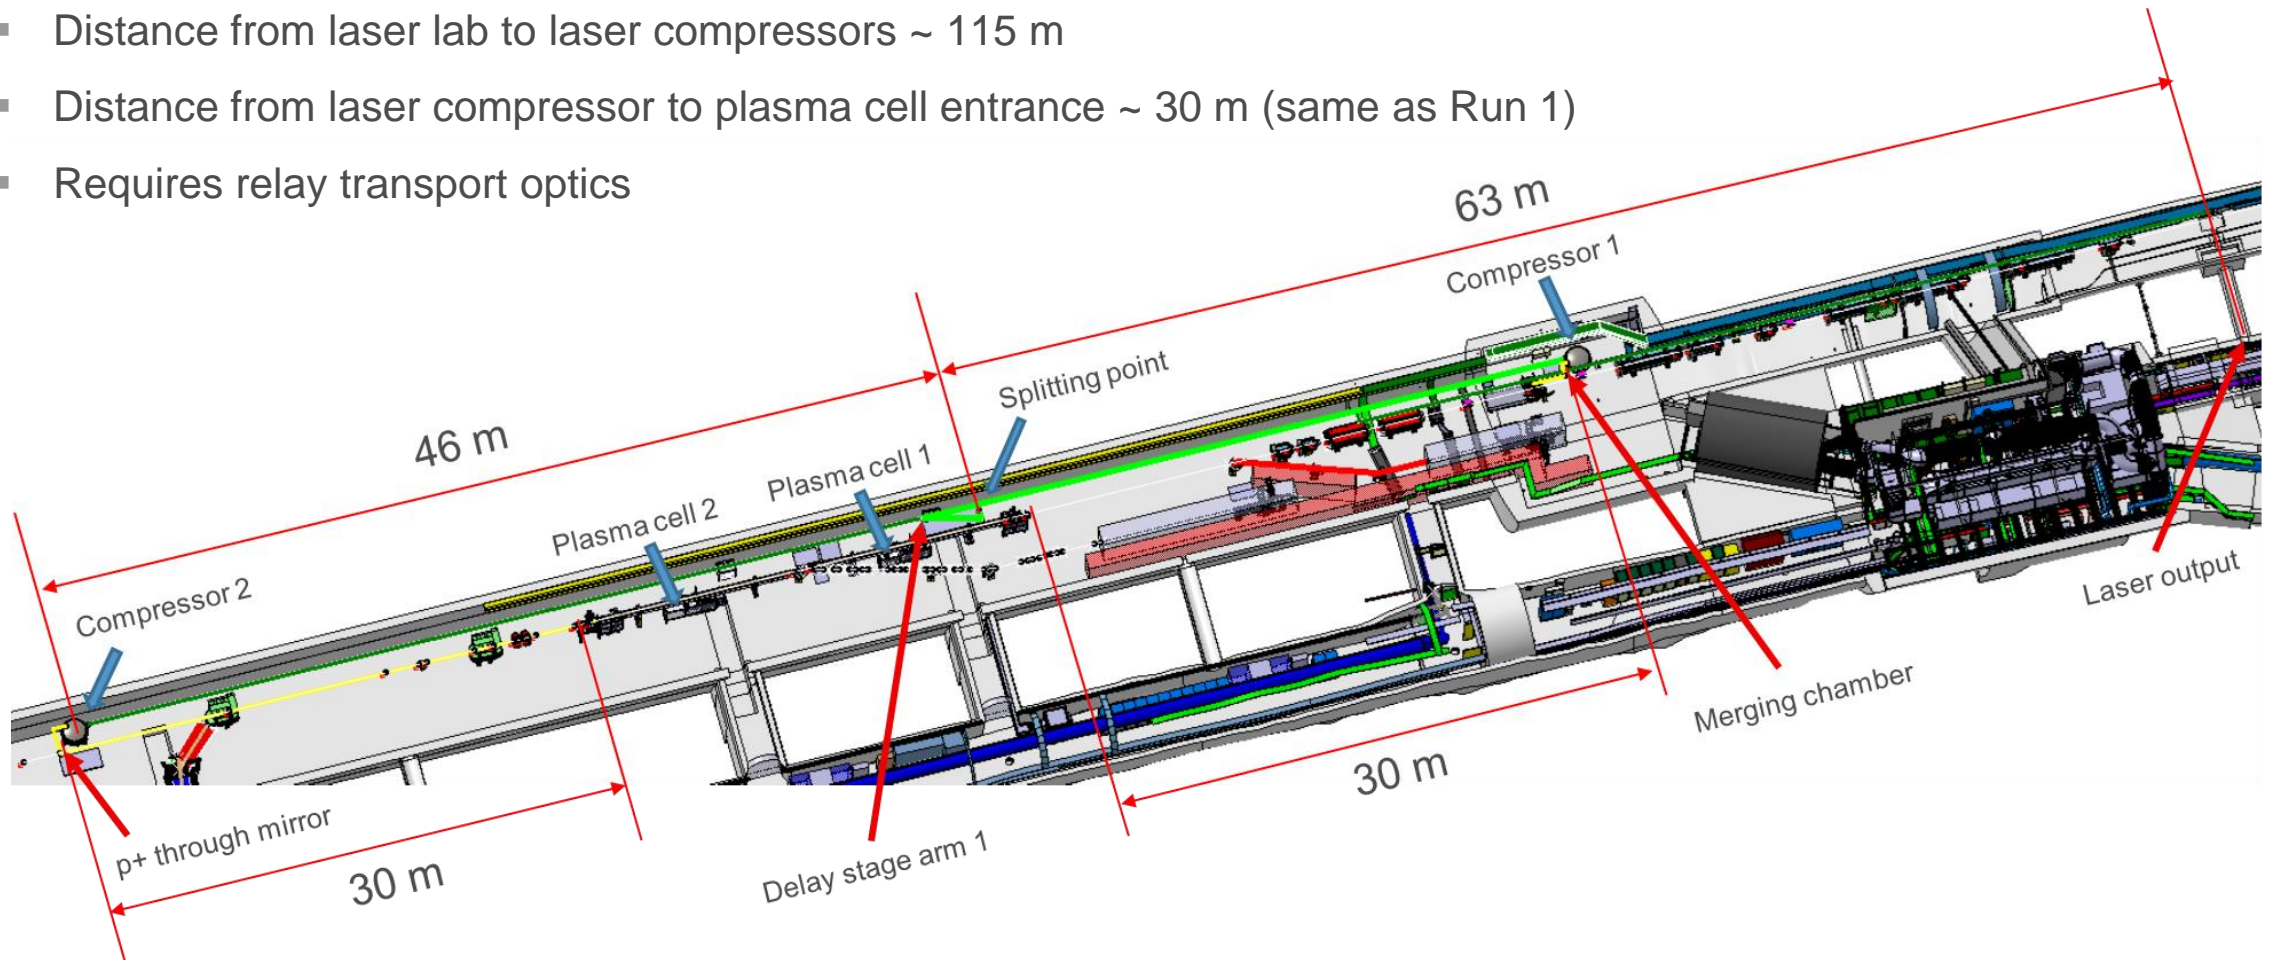 Distance from laser lab to laser compressors ~ 115 m
Distance from laser compressor to plasma cell entrance ~ 30 m (same as Run 1)
Requires relay transport optics
63 m
Compressor 1
Splitting point
46 m
Plasma cell 1
Plasma cell 2
Compressor 2
Laser output
Merging chamber
30 m
p+ through mirror
Delay stage arm 1
30 m